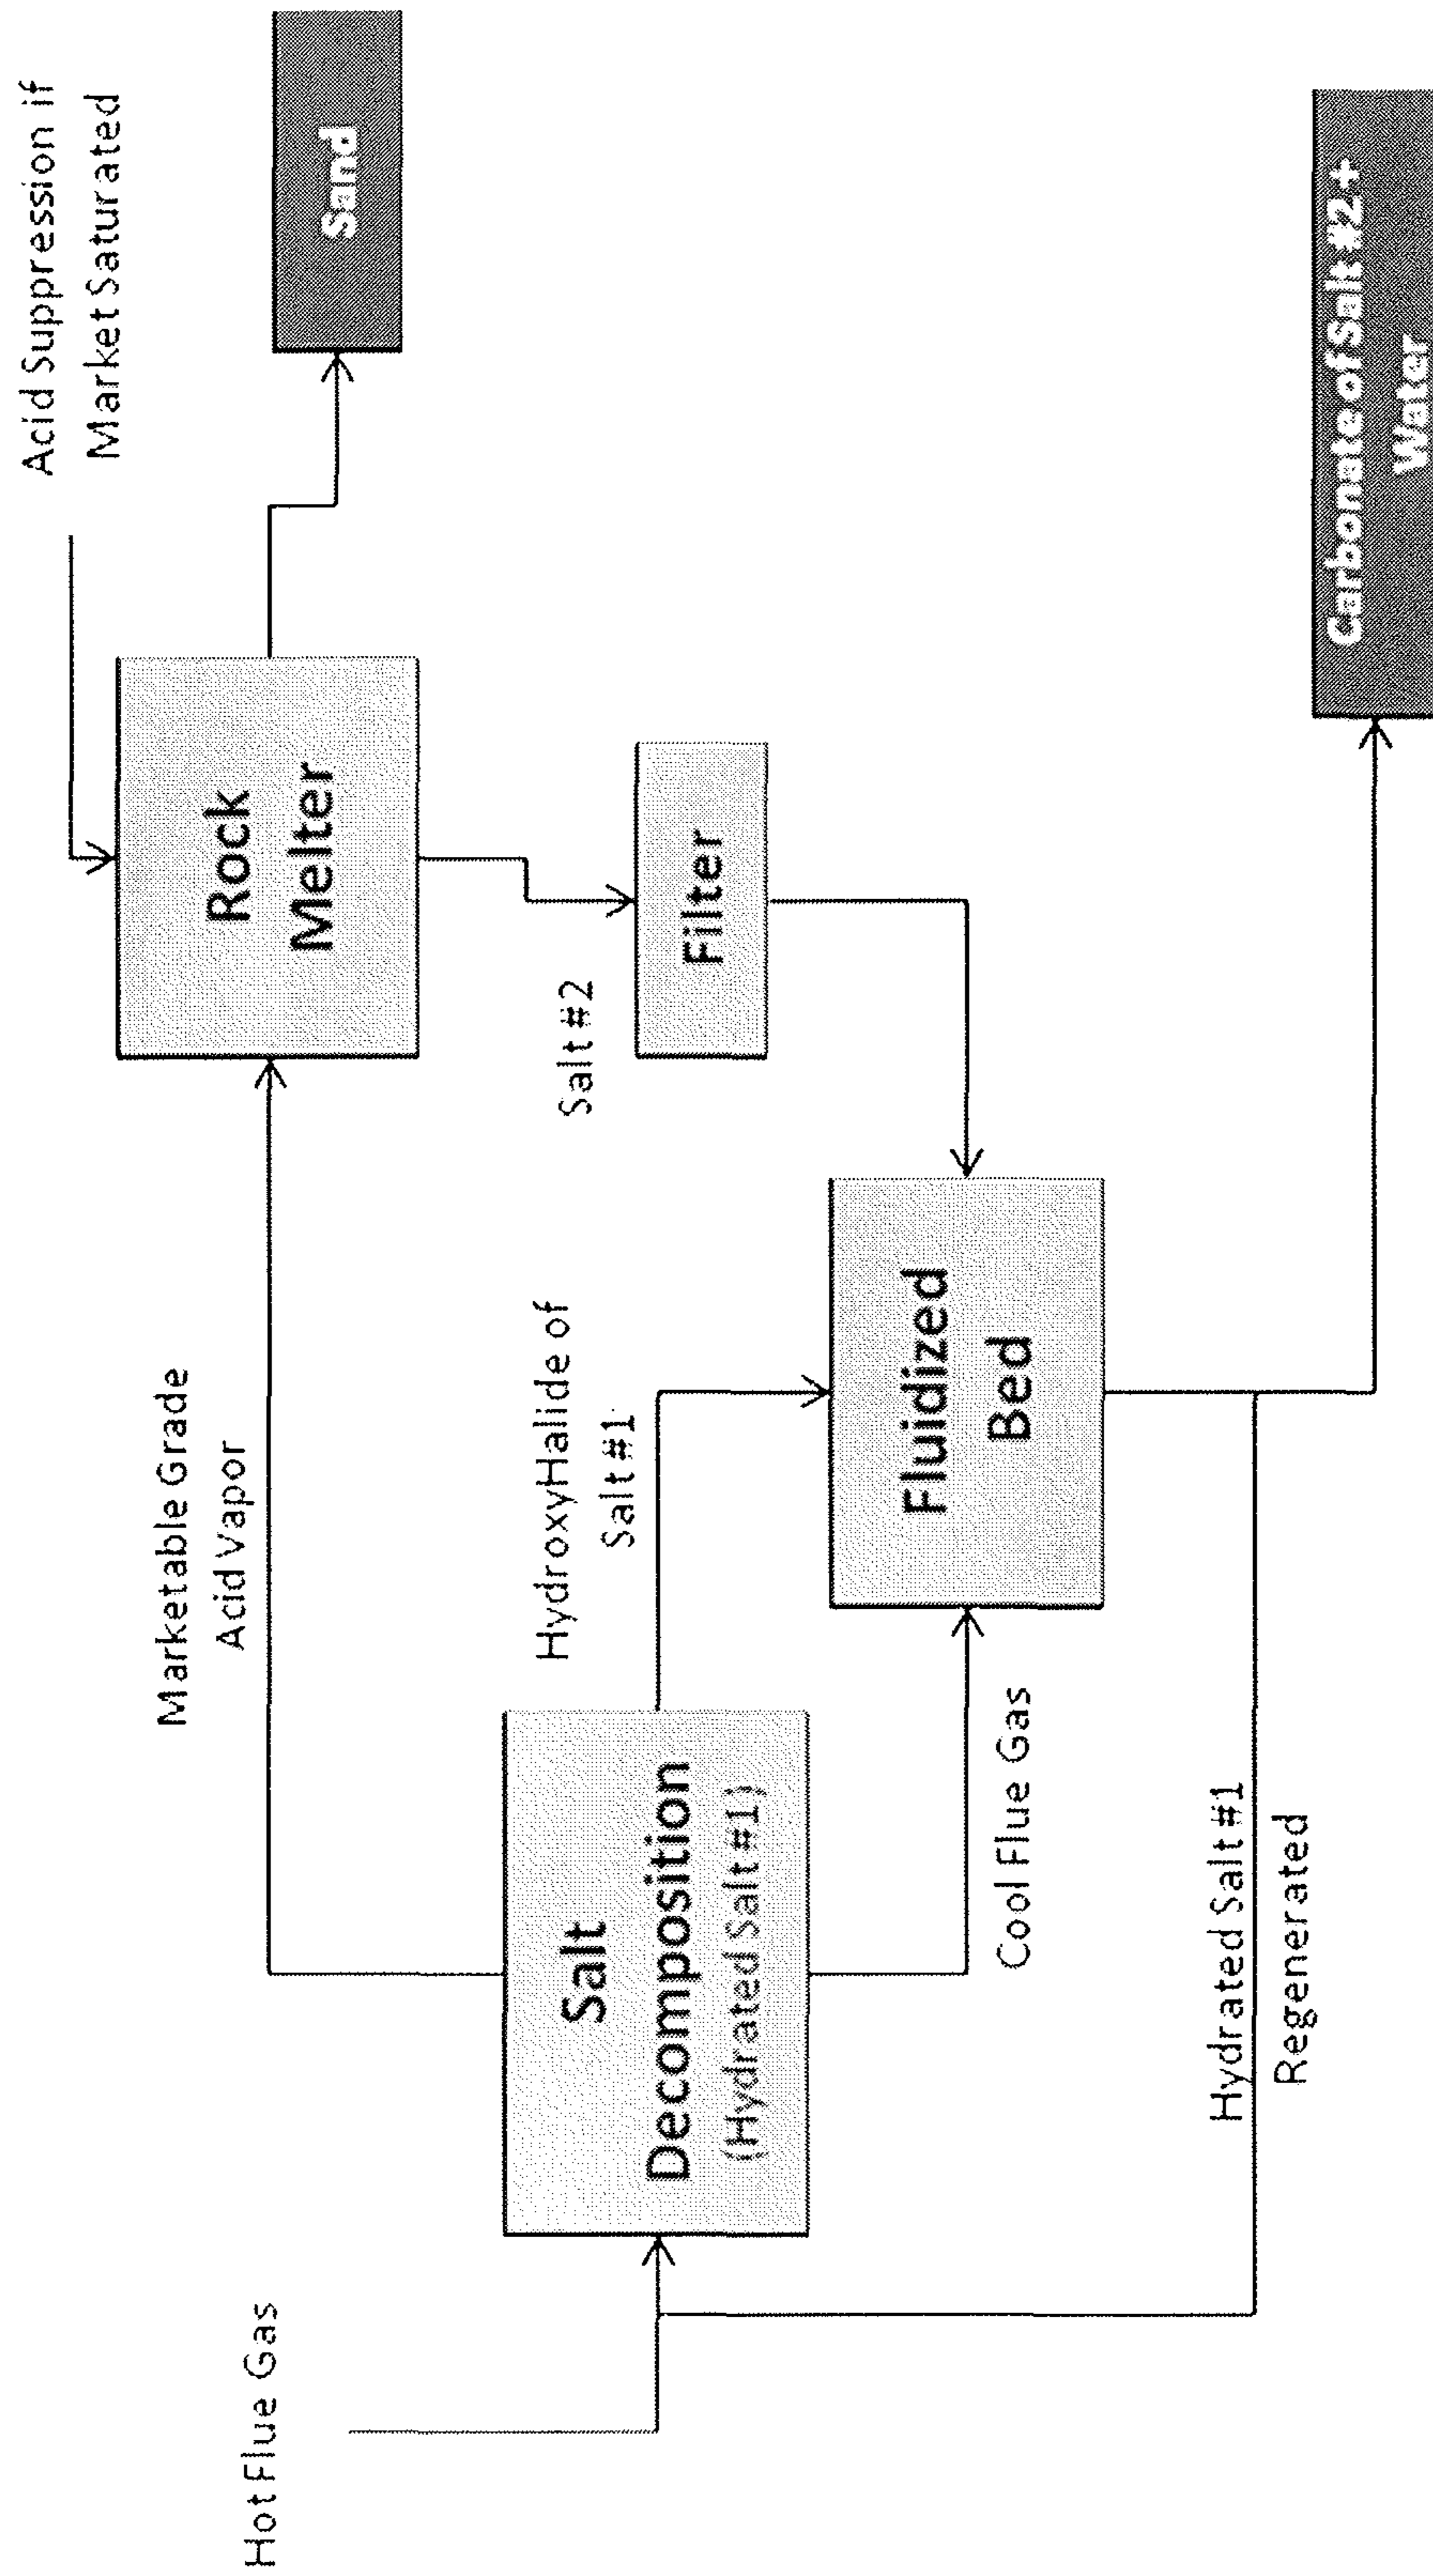 Acid Suppression if
Market Saturated
Marketable Grade
Acid Vapor
Rock
Melter
Sand
Hot Flue Gas
Salt
Decomposition
(Hydrated Salt #1)
HydroxyHalide of
Salt #1
Salt #2
Filter
Fluidized
Bed
Cool Flue Gas
Hydrated Salt #1
Regenerated
Carbonate of Salt #2 +
Water